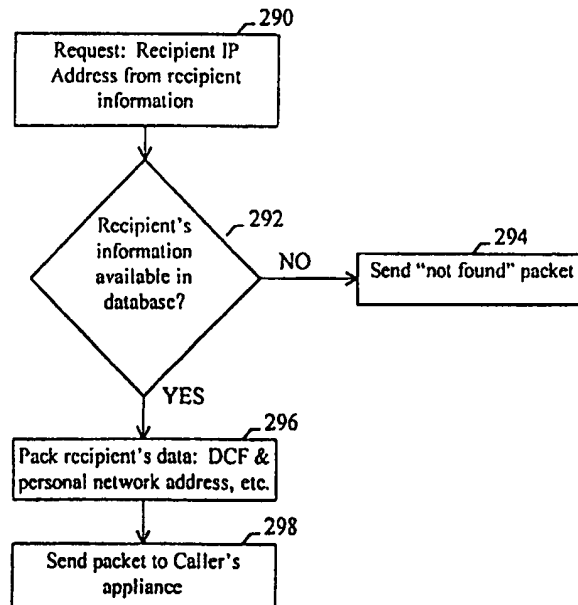 290
Request: Recipient IP
Address from recipient
information
292
Recipient's
information
available in
database?
NO
294
Send "not found" packet
YES
296
Pack recipient's data: DCF &
personal network address, etc.
298
Send packet to Caller's
appliance